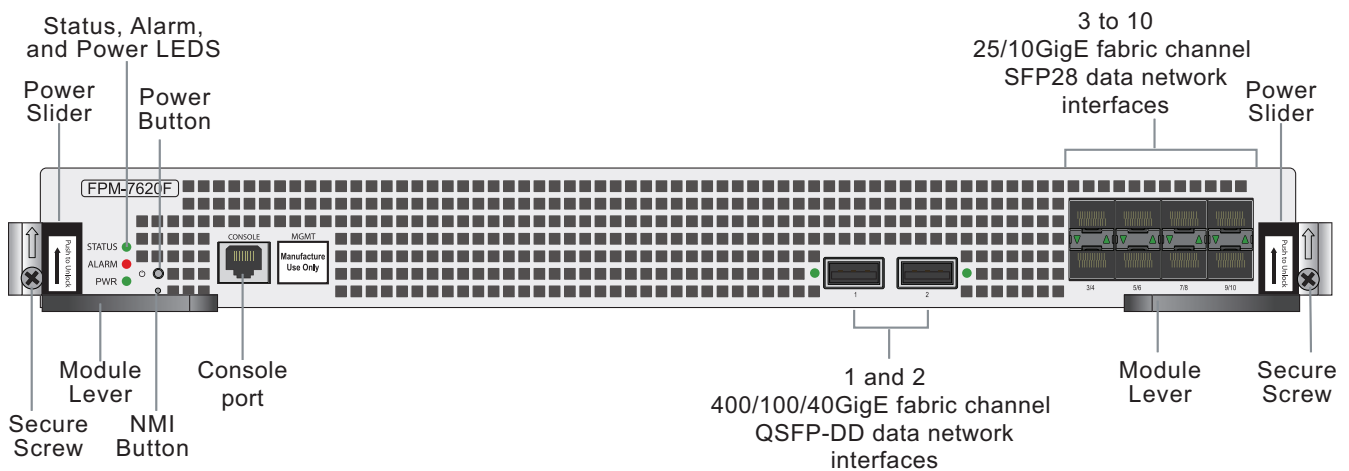 Status, Alarm,
and Power LEDS
Power
Slider
Power
Button
3 to 10
25/10GigE fabric channel
SFP28 data network
interfaces
Power
Slider
FPM-7620F
Push to Unlock
STATUS
ALARM
PWR
CONSOLE
MGMT
Manufacture
Use Only
1
2
3/4
5/6
7/8
9/10
Push to Unlock
Module
Lever
Console
port
Secure
Screw
NMI
Button
1 and 2
400/100/40GigE fabric channel
QSFP-DD data network
interfaces
Module
Lever
Secure
Screw